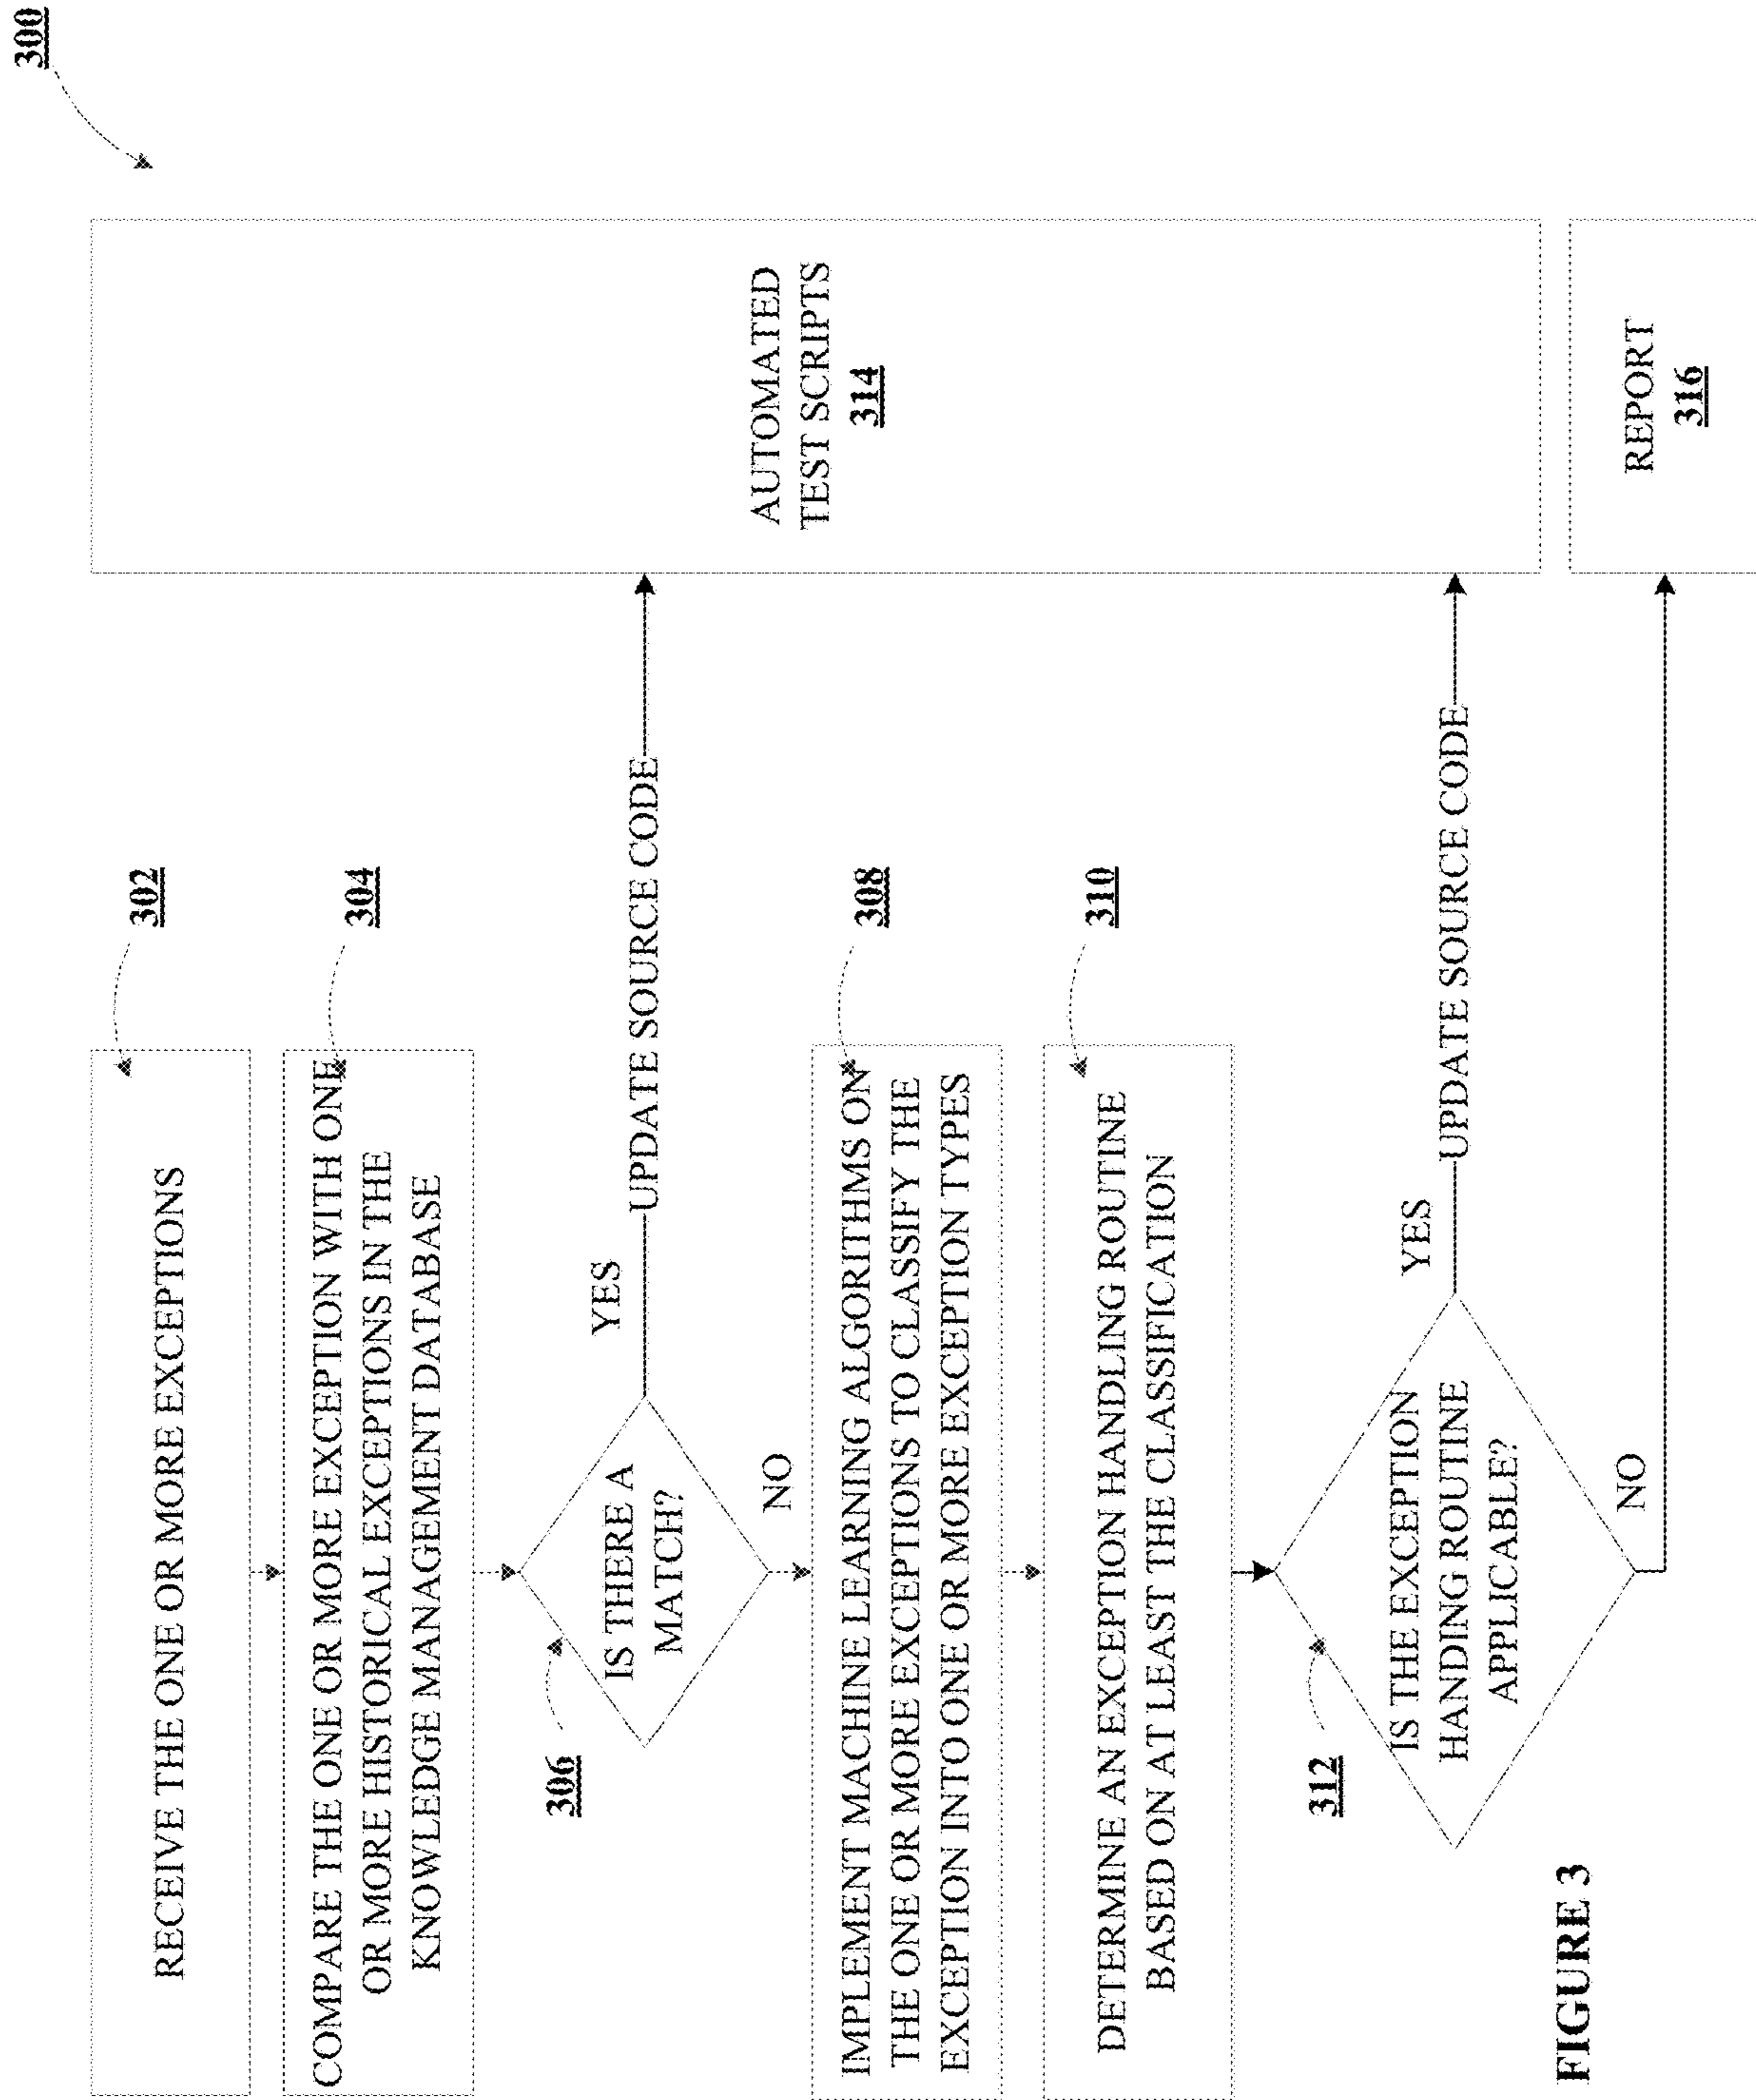 300
RECEIVE THE ONE OR MORE EXCEPTIONS
302
COMPARE THE ONE OR MORE EXCEPTION WITH ONE
OR MORE HISTORICAL EXCEPTIONS IN THE
KNOWLEDGE MANAGEMENT DATABASE
304
306
IS THERE A
MATCH?
YES
UPDATE SOURCE CODE
NO
IMPLEMENT MACHINE LEARNING ALGORITHMS ON
THE ONE OR MORE EXCEPTIONS TO CLASSIFY THE
EXCEPTION INTO ONE OR MORE EXCEPTION TYPES
308
DETERMINE AN EXCEPTION HANDLING ROUTINE
BASED ON AT LEAST THE CLASSIFICATION
310
312
IS THE EXCEPTION
HANDING ROUTINE
APPLICABLE?
YES
UPDATE SOURCE CODE
NO
AUTOMATED
TEST SCRIPTS
314
REPORT
316
FIGURE 3